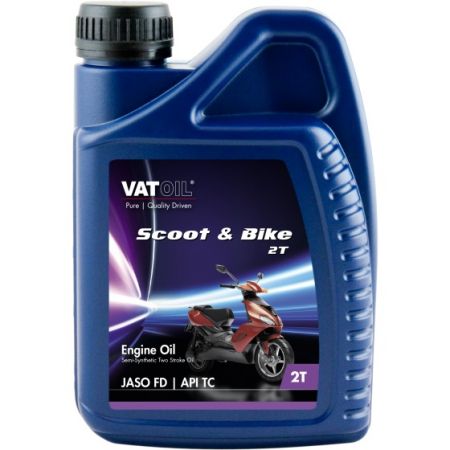 VATOIL
Pure | Quality Driven
Scoot & Bike
2T
Engine Oil
Semi-Synthetic Two Stroke Oil
JASO FD | API TC
2T